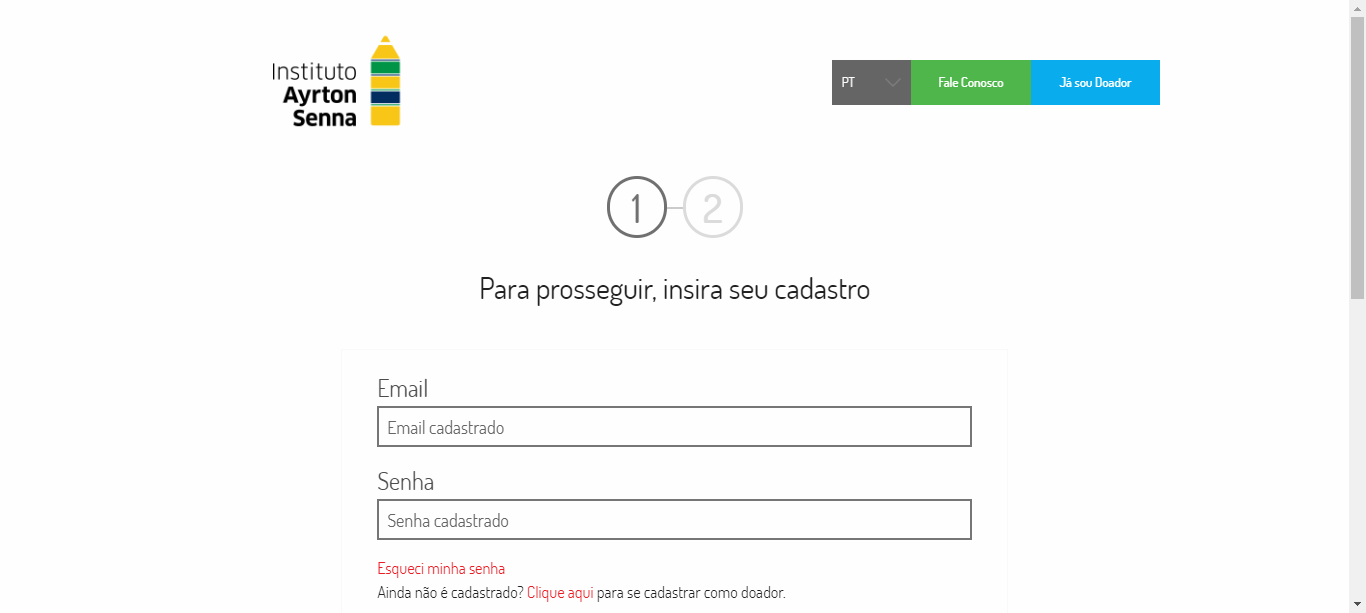 Instituto
Ayrton
Senna
PT
Fale Conosco
Já sou Doador
1
2
Para prosseguir, insira seu cadastro
Email
Email cadastrado
Senha
Senha cadastrado
Esqueci minha senha
Ainda não é cadastrado? Clique aqui para se cadastrar como doador.